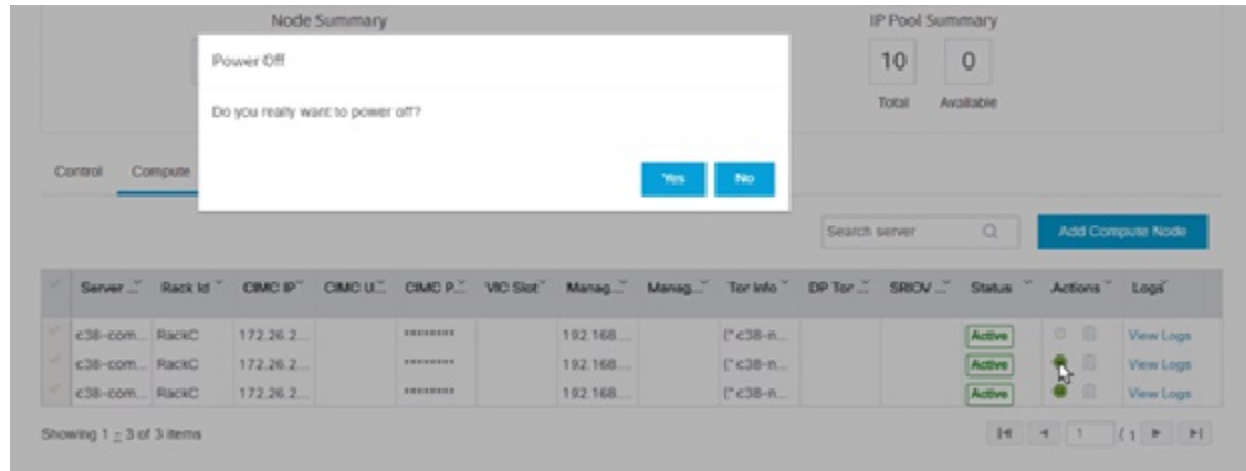 Node Summary
IP Pool Summary
Power Off
10 0
Do you really want to power off?
Total Available
Control Compute
Yes No
Search server Add Compute Node
Server ... Rack Id CIMC IP CIMC U... CIMC P... VIC Slot Manag... Manag... Tor Info DP Tor ... SRIOV ... Status Actions Logs
c38-com... RackC 172.26.2... ********* 192.168.... {"c38-n... Active View Logs
c38-com... RackC 172.26.2... ********* 192.168.... {"c38-n... Active View Logs
c38-com... RackC 172.26.2... ********* 192.168.... {"c38-n... Active View Logs
Showing 1 - 3 of 3 items 1 / 1